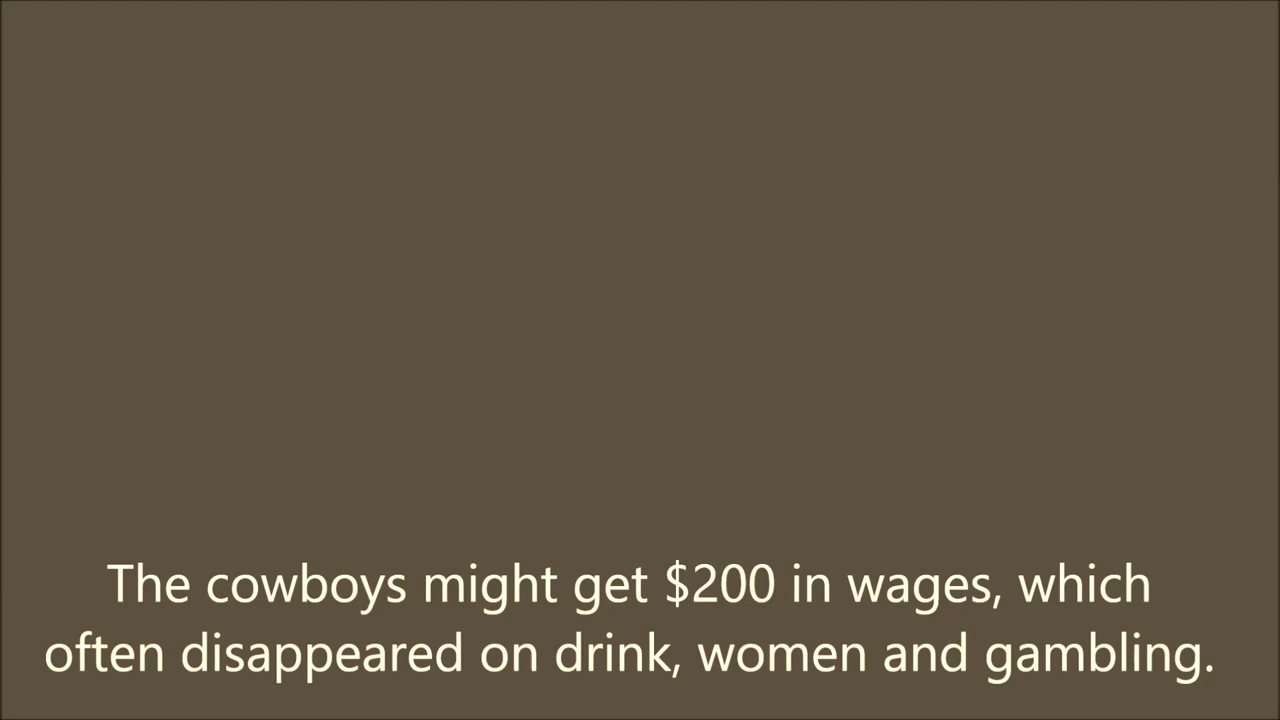 The cowboys might get $200 in wages, which
often disappeared on drink, women and gambling.